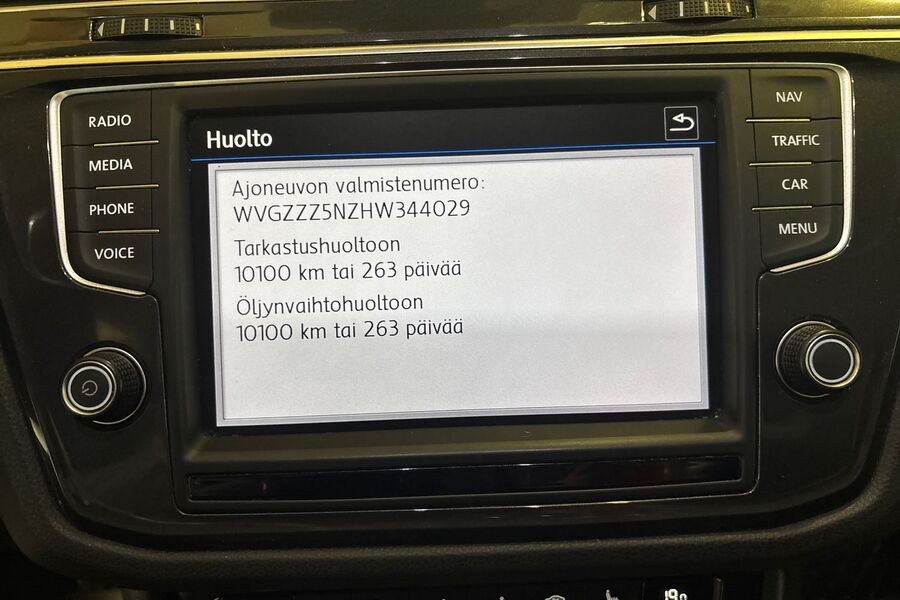 RADIO
MEDIA
PHONE
VOICE
Huolto
Ajoneuvon valmistenumero:
WVGZZZ5NZHW344029
Tarkastushuoltoon
10100 km tai 263 päivää
Öljynvaihtohuoltoon
10100 km tai 263 päivää
NAV
TRAFFIC
CAR
MENU